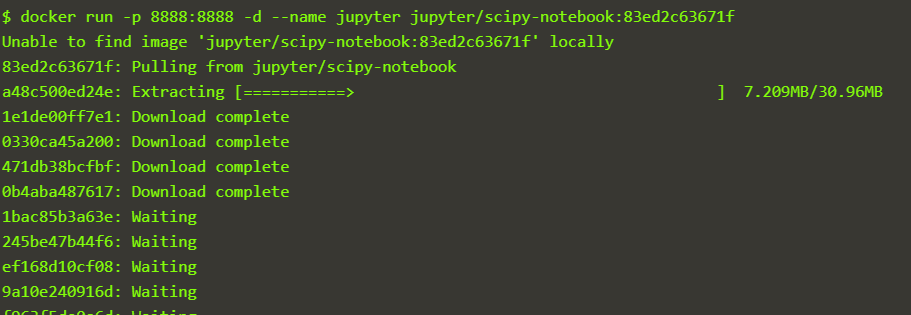 $ docker run -p 8888:8888 -d --name jupyter jupyter/scipy-notebook:83ed2c63671f
Unable to find image 'jupyter/scipy-notebook:83ed2c63671f' locally
83ed2c63671f: Pulling from jupyter/scipy-notebook
a48c500ed24e: Extracting [===========>                                       ]  7.209MB/30.96MB
1e1de00ff7e1: Download complete
0330ca45a200: Download complete
471db38bcfbf: Download complete
0b4aba487617: Download complete
1bac85b3a63e: Waiting
245be47b44f6: Waiting
ef168d10cf08: Waiting
9a10e240916d: Waiting
Waiting